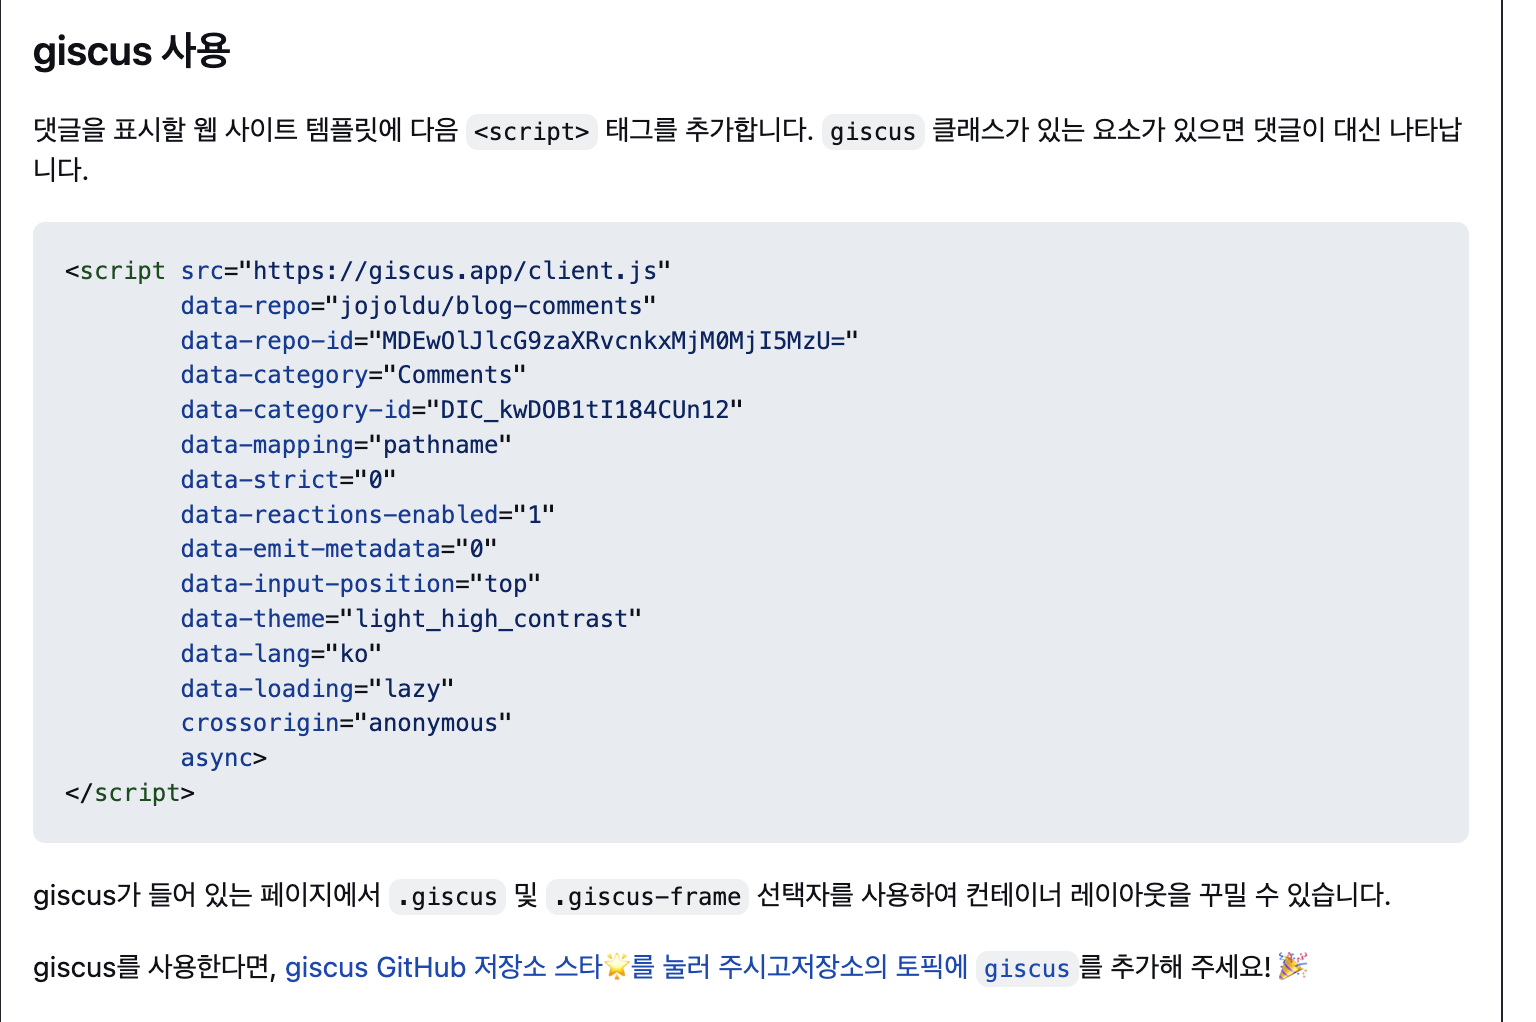 giscus 사용
댓글을 표시할 웹 사이트 템플릿에 다음 <script> 태그를 추가합니다. giscus 클래스가 있는 요소가 있으면 댓글이 대신 나타납
니다.
<script src="https://giscus.app/client.js"
data-repo="jojoldu/blog-comments"
data-repo-id="MDEwOlJlcG9zaXRvcnkxMjM0MjI5MzU="
data-category="Comments"
data-category-id="DIC_kwDOB1tI184CUn12"
data-mapping="pathname"
data-strict="0"
data-reactions-enabled="1"
data-emit-metadata="0"
data-input-position="top"
data-theme="light_high_contrast"
data-lang="ko"
data-loading="lazy"
crossorigin="anonymous"
async>
</script>
giscus가 들어 있는 페이지에서 .giscus 및 .giscus-frame 선택자를 사용하여 컨테이너 레이아웃을 꾸밀 수 있습니다.
giscus를 사용한다면, giscus GitHub 저장소 스타🌟를 눌러 주시고저장소의 토픽에 giscus를 추가해 주세요! 🎉